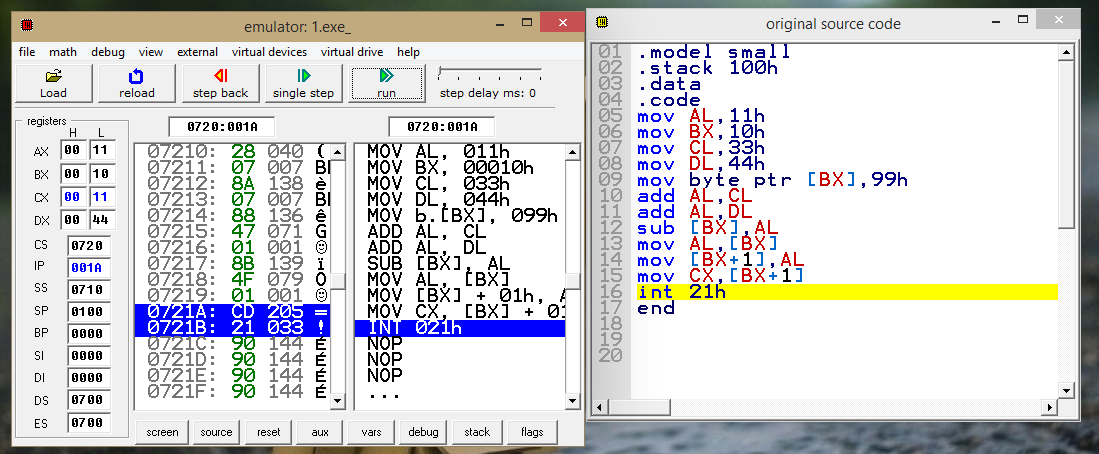 emulator: 1.exe_
file math debug view external virtual devices virtual drive help
Load reload step back single step run step delay ms: 0
registers
H L
AX 00 11
BX 00 10
CX 00 11
DX 00 44
CS 0720
IP 001A
SS 0710
SP 0100
BP 0000
SI 0000
DI 0000
DS 0700
ES 0700
0720:001A
07210: 28 040 (
07211: 07 007 BE
07212: 8A 138 è
07213: 07 007 BE
07214: 88 136 ê
07215: 47 071 G
07216: 01 001 ☺
07217: 8B 139 ï
07218: 4F 079 O
07219: 01 001 ☺
0721A: CD 205 =
0721B: 21 033 !
0721C: 90 144 É
0721D: 90 144 É
0721E: 90 144 É
0721F: 90 144 É
0720:001A
MOV AL, 011h
MOV BX, 00010h
MOV CL, 033h
MOV DL, 044h
MOV b.[BX], 099h
ADD AL, CL
ADD AL, DL
SUB [BX], AL
MOV AL, [BX]
MOV [BX] + 01h, A
MOV CX, [BX] + 01
INT 021h
NOP
NOP
NOP
...
screen source reset aux vars debug stack flags
original source code
01 .model small
02 .stack 100h
03 .data
04 .code
05 mov AL,11h
06 mov BX,10h
07 mov CL,33h
08 mov DL,44h
09 mov byte ptr [BX],99h
10 add AL,CL
11 add AL,DL
12 sub [BX],AL
13 mov AL,[BX]
14 mov [BX+1],AL
15 mov CX,[BX+1]
16 int 21h
17 end
18
19
20